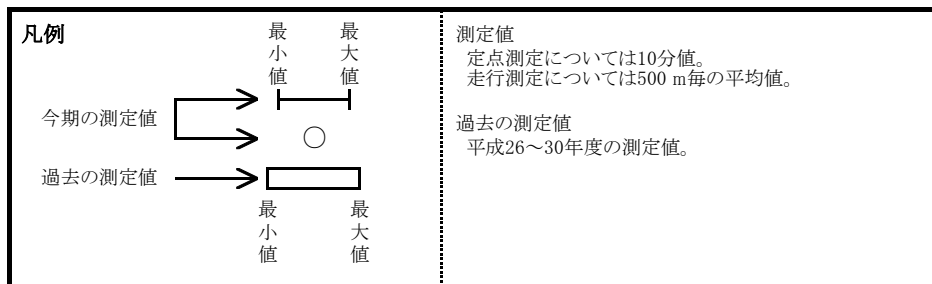 凡例
最小値
最大値
今期の測定値
○
過去の測定値
最小値
最大値
測定値
定点測定については10分値。
走行測定については500 m毎の平均値。
過去の測定値
平成26～30年度の測定値。